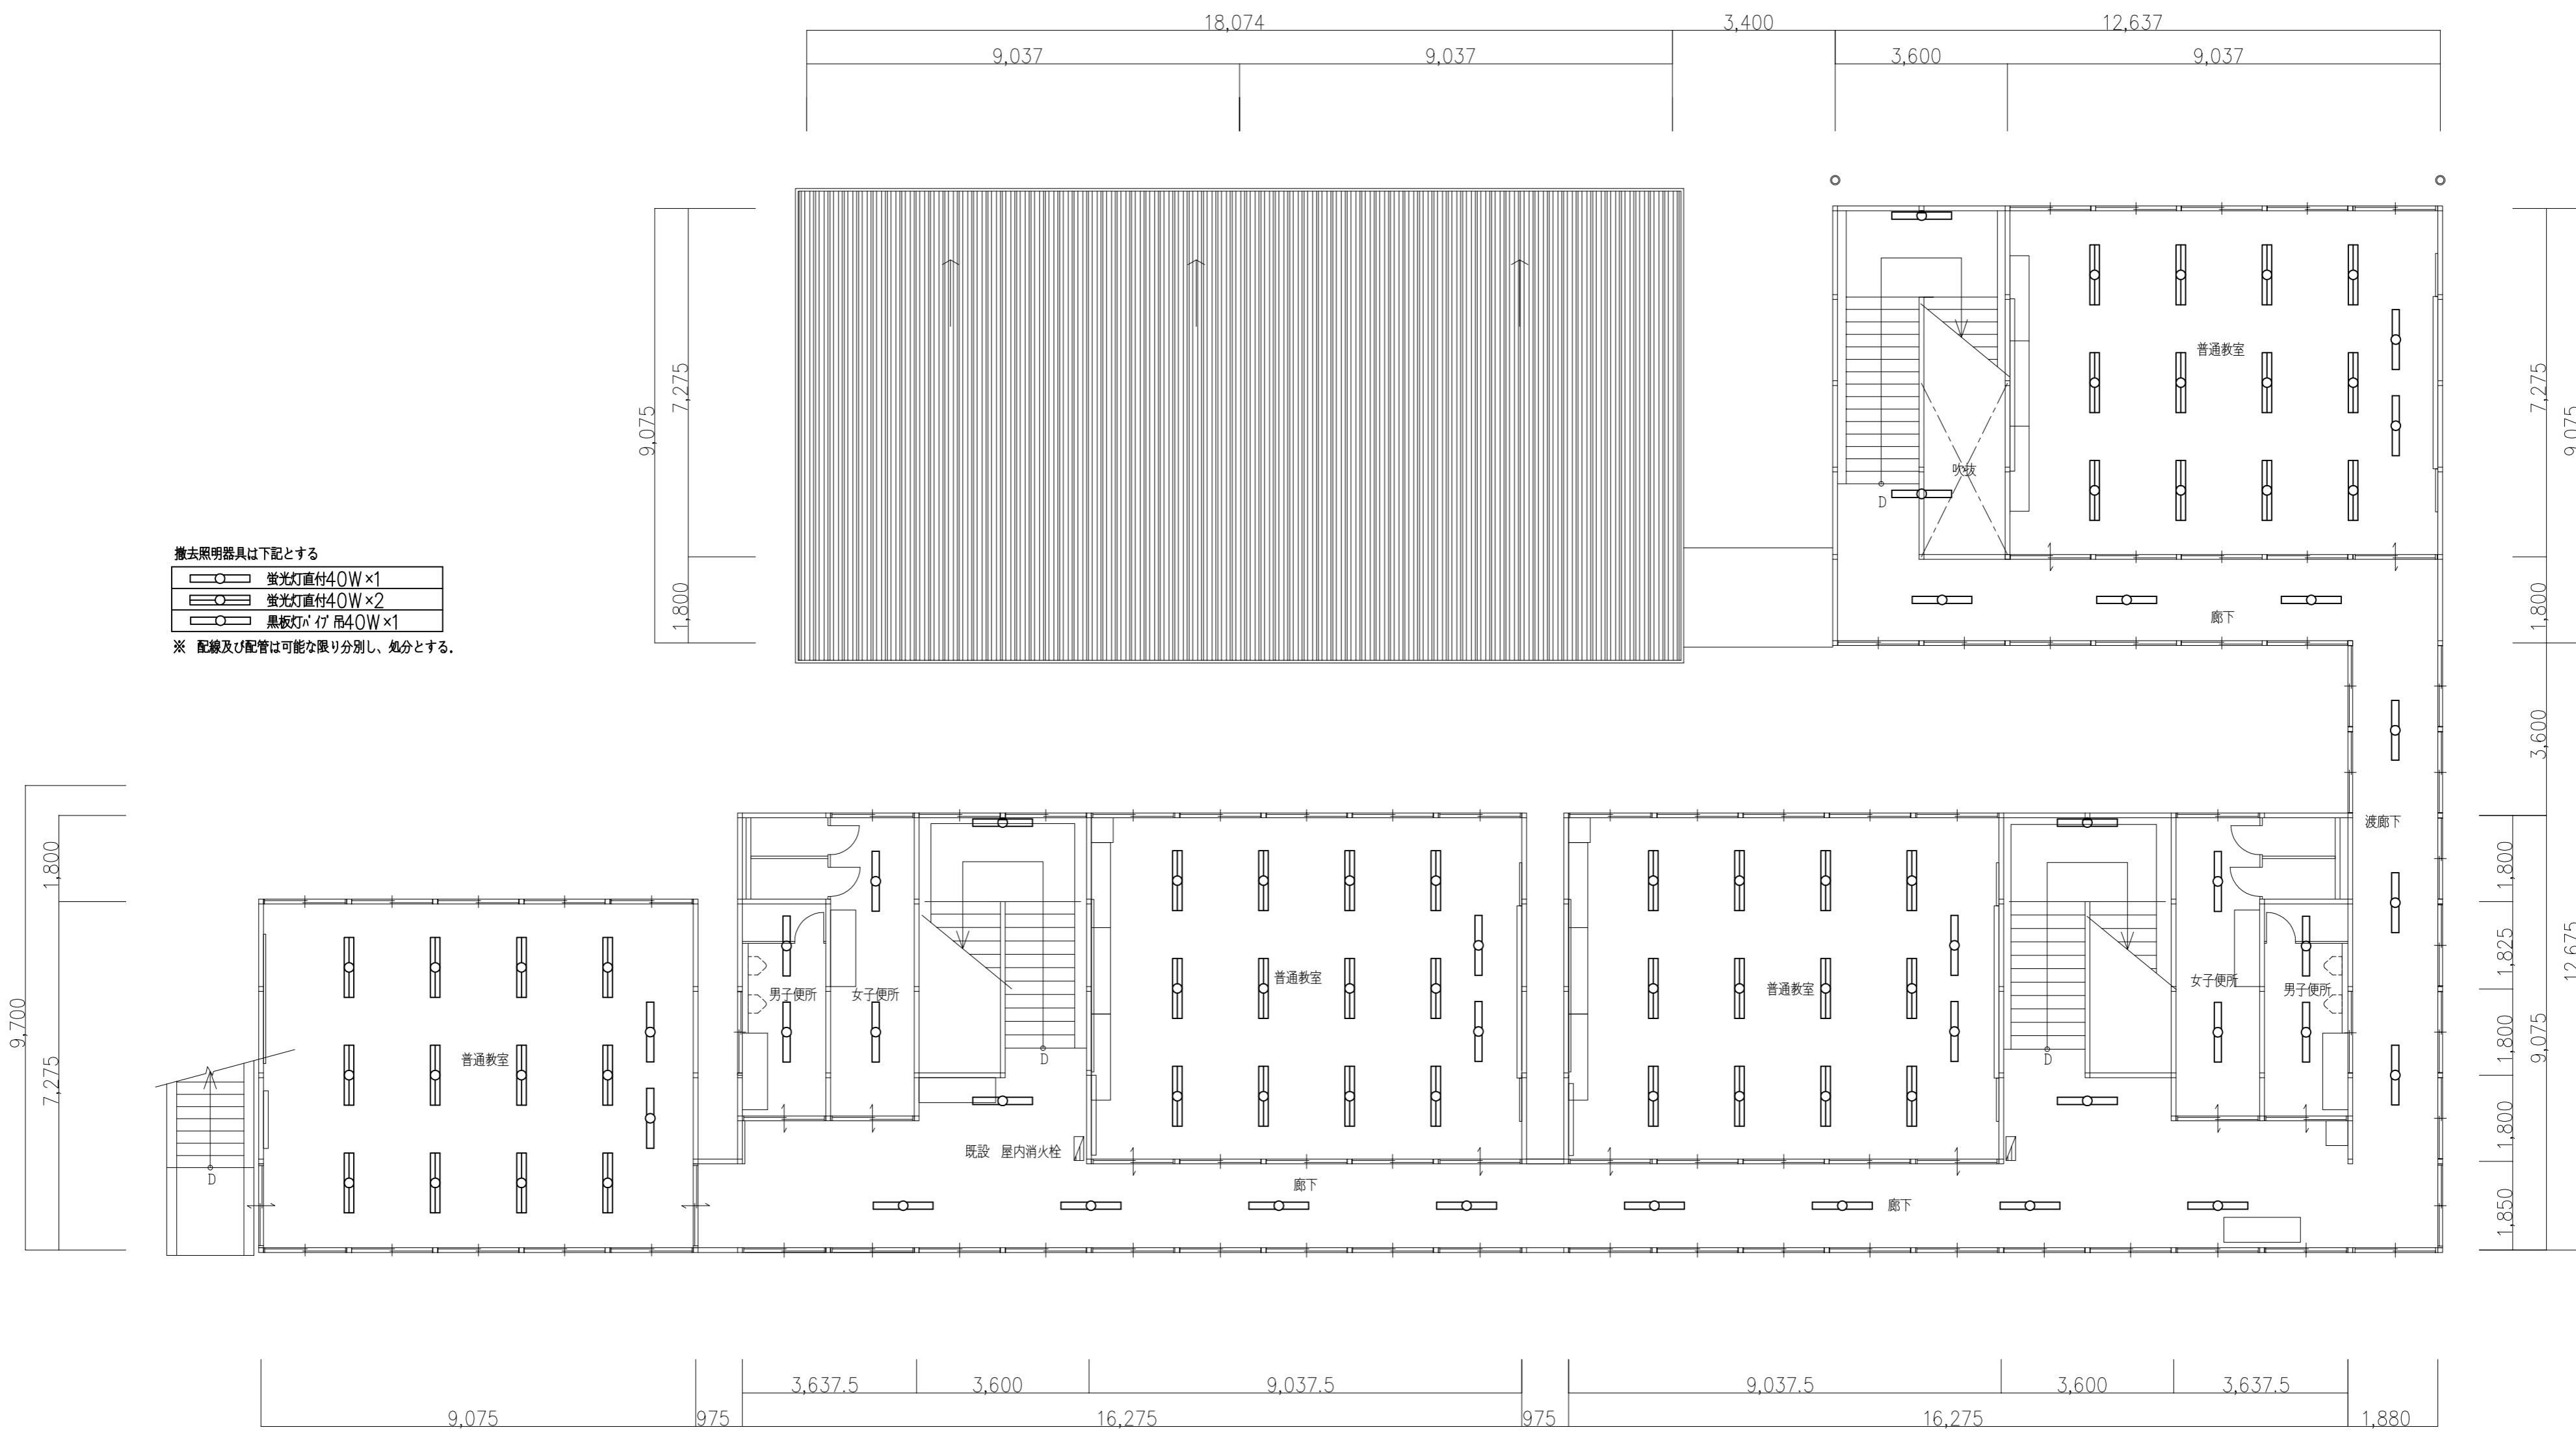 18,074
3,400
12,637
9,037
9,037
3,600
9,037
9,075
7,275
1,800
7,275
9,075
1,800
3,600
普通教室
吹抜
D
廊下
撤去照明器具は下記とする
蛍光灯直付40W×1
蛍光灯直付40W×2
黒板灯パイプ吊40W×1
※ 配線及び配管は可能な限り分別し、処分とする。
渡廊下
9,700
1,800
7,275
1,800
1,825
1,800
1,800
1,850
9,075
12,675
普通教室
D
男子便所
女子便所
D
既設 屋内消火栓
普通教室
廊下
普通教室
D
女子便所
男子便所
廊下
3,637.5
3,600
9,037.5
9,037.5
3,600
3,637.5
9,075
975
16,275
975
16,275
1,880